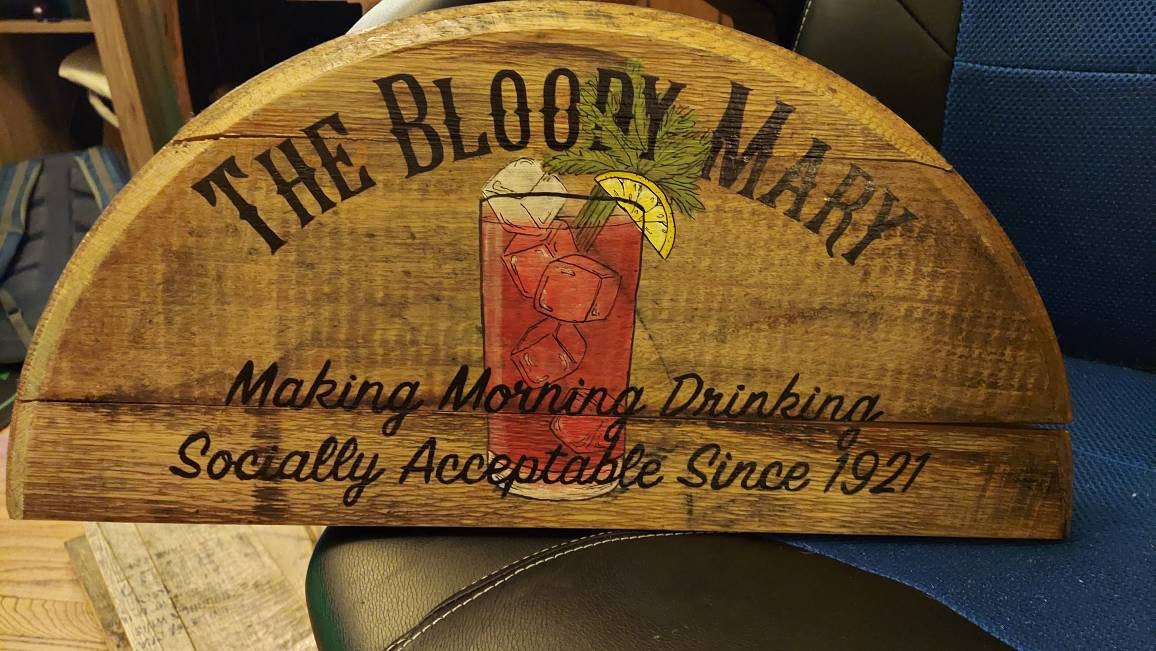 The Bloody Mary
Making Morning Drinking
Socially Acceptable Since 1921